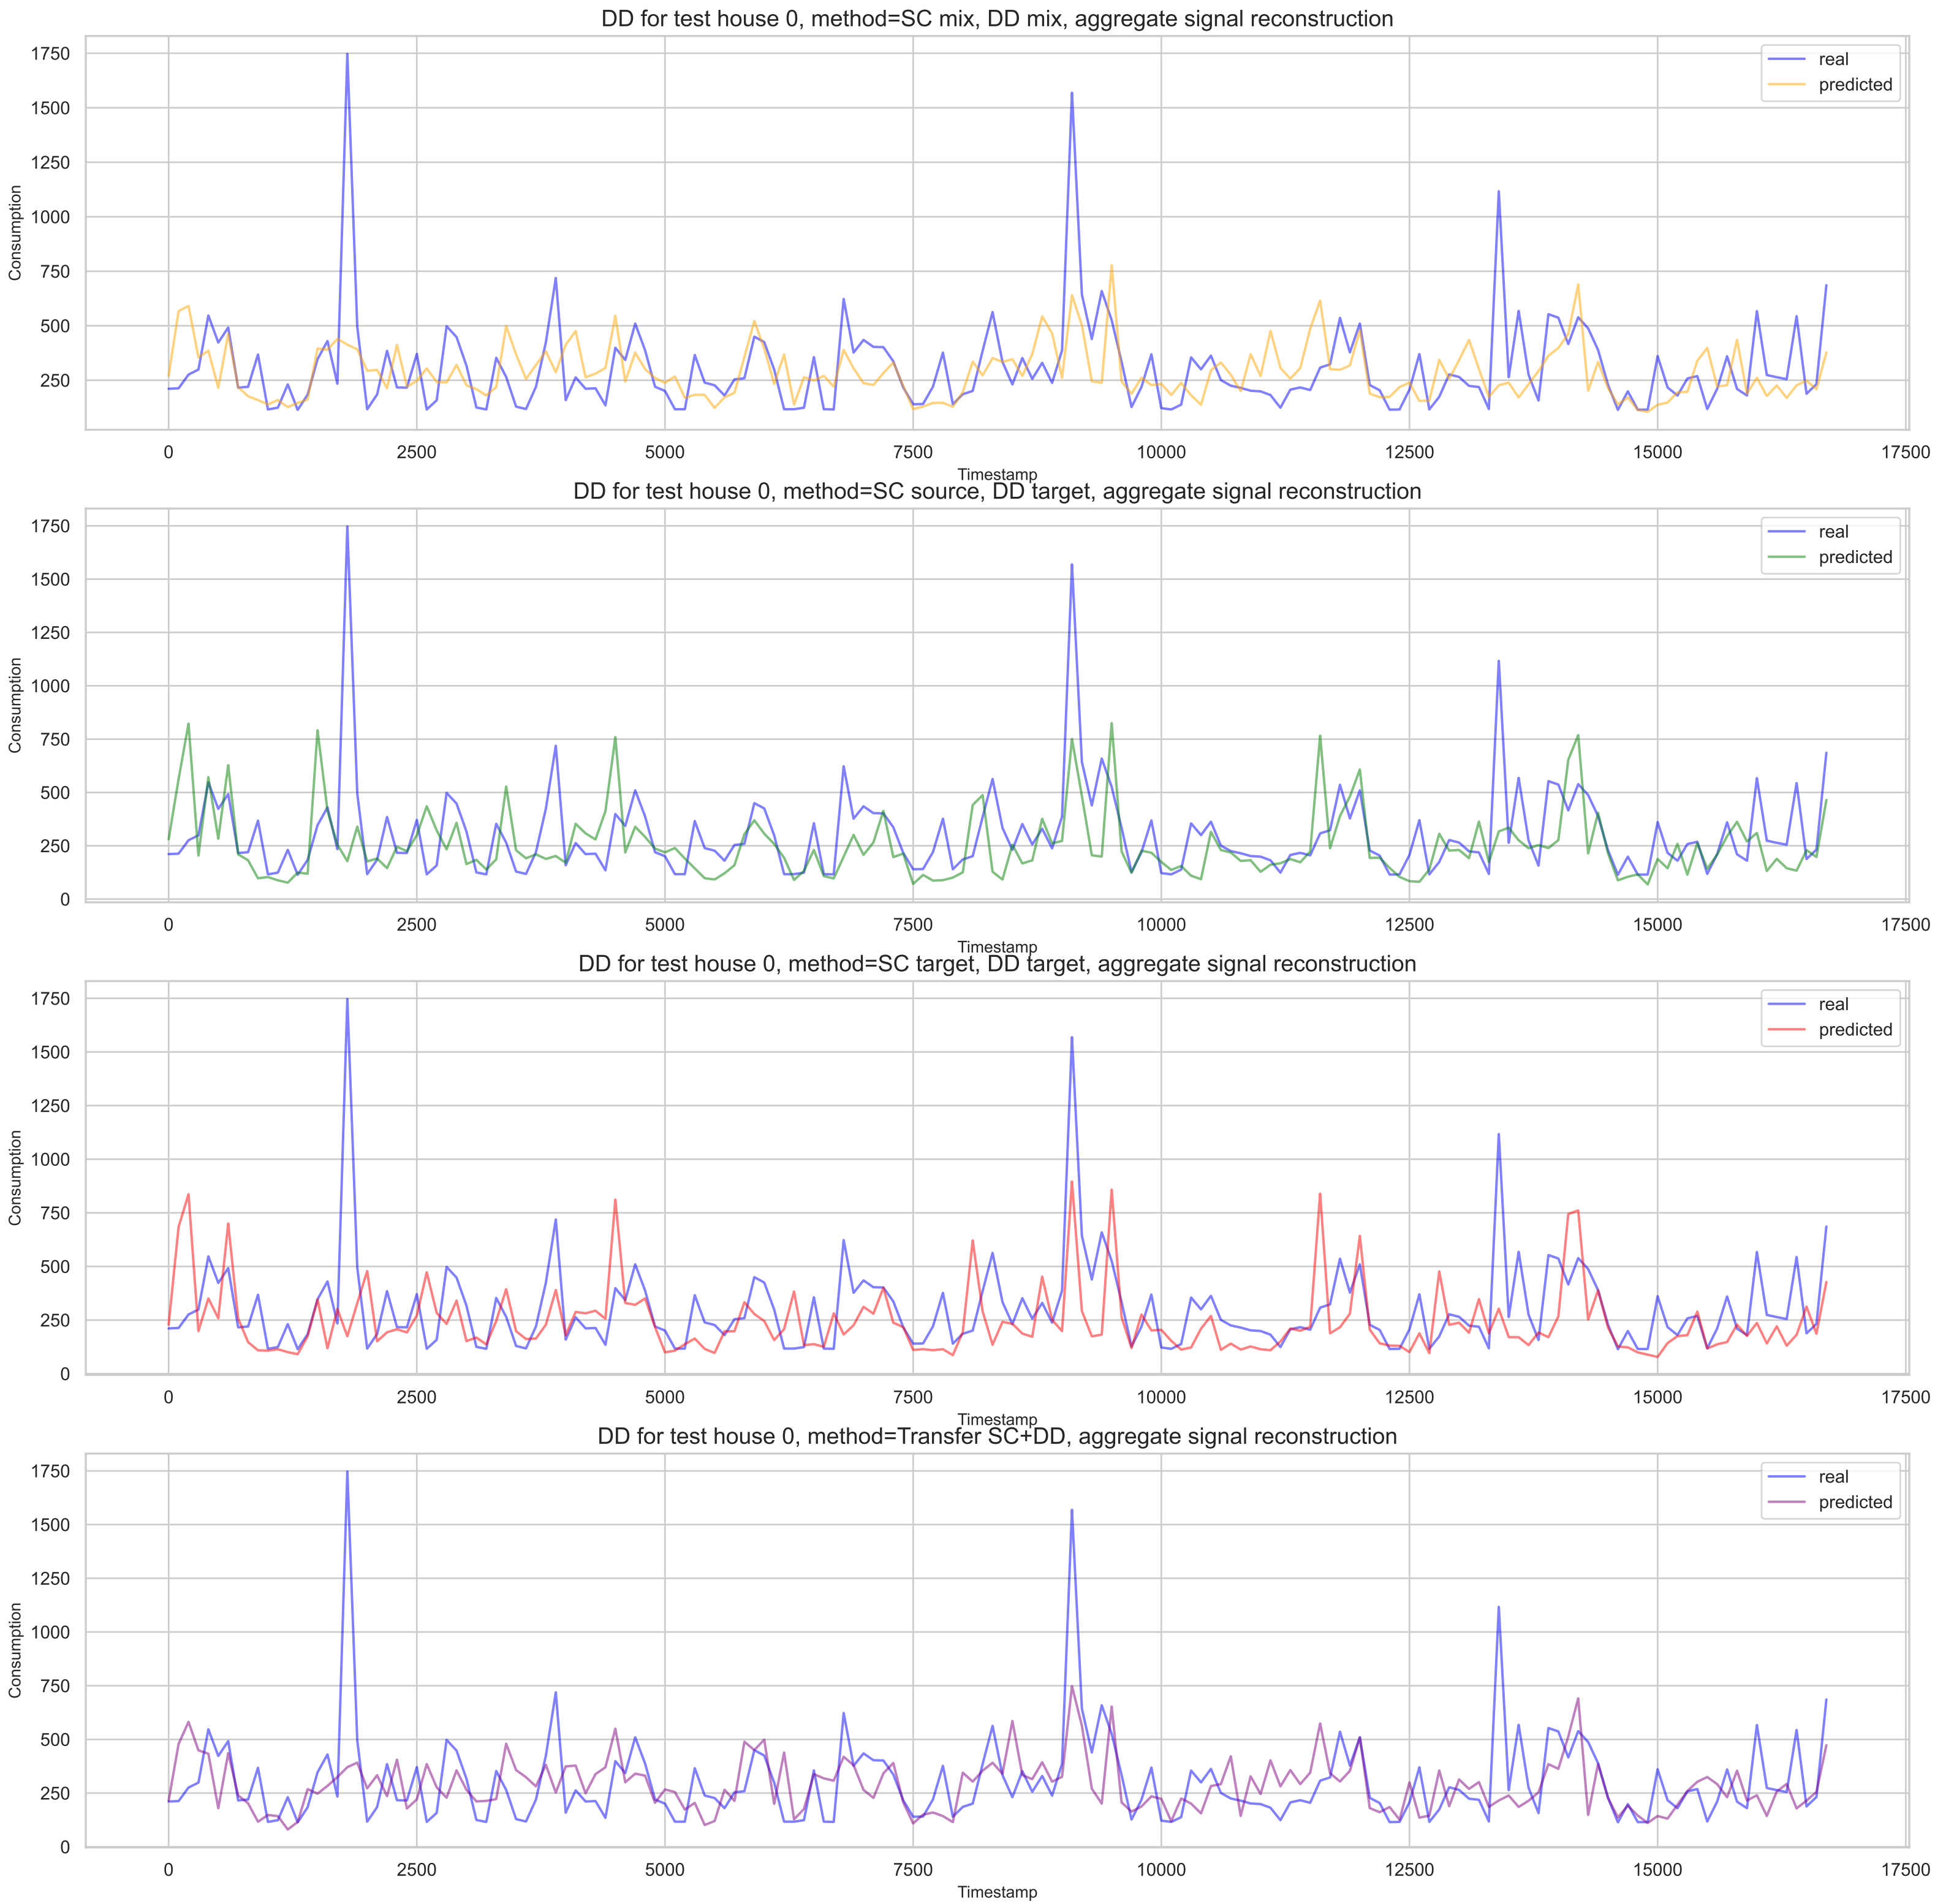 DD for test house 0, method=SC mix, DD mix, aggregate signal reconstruction
real
predicted
1750
1500
1250
1000
750
500
250
Consumption
0 2500 5000 7500 10000 12500 15000 17500
Timestamp
DD for test house 0, method=SC source, DD target, aggregate signal reconstruction
real
predicted
1750
1500
1250
1000
750
500
250
0
Consumption
0 2500 5000 7500 10000 12500 15000 17500
Timestamp
DD for test house 0, method=SC target, DD target, aggregate signal reconstruction
real
predicted
1750
1500
1250
1000
750
500
250
0
Consumption
0 2500 5000 7500 10000 12500 15000 17500
Timestamp
DD for test house 0, method=Transfer SC+DD, aggregate signal reconstruction
real
predicted
1750
1500
1250
1000
750
500
250
0
Consumption
0 2500 5000 7500 10000 12500 15000 17500
Timestamp